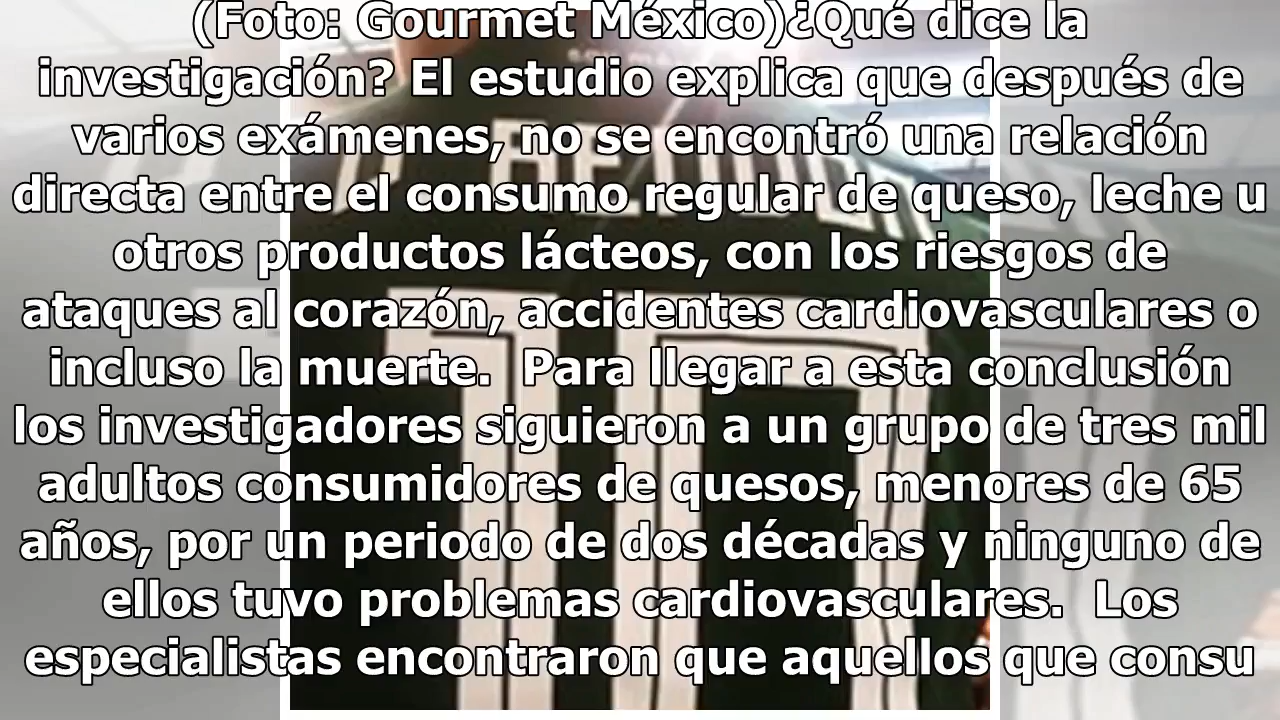 (Foto: Gourmet México)¿Qué dice la
investigación? El estudio explica que después de
varios exámenes, no se encontró una relación
directa entre el consumo regular de queso, leche u
otros productos lácteos, con los riesgos de
ataques al corazón, accidentes cardiovasculares o
incluso la muerte.  Para llegar a esta conclusión
los investigadores siguieron a un grupo de tres mil
adultos consumidores de quesos, menores de 65
años, por un periodo de dos décadas y ninguno de
ellos tuvo problemas cardiovasculares.  Los
especialistas encontraron que aquellos que consu
10